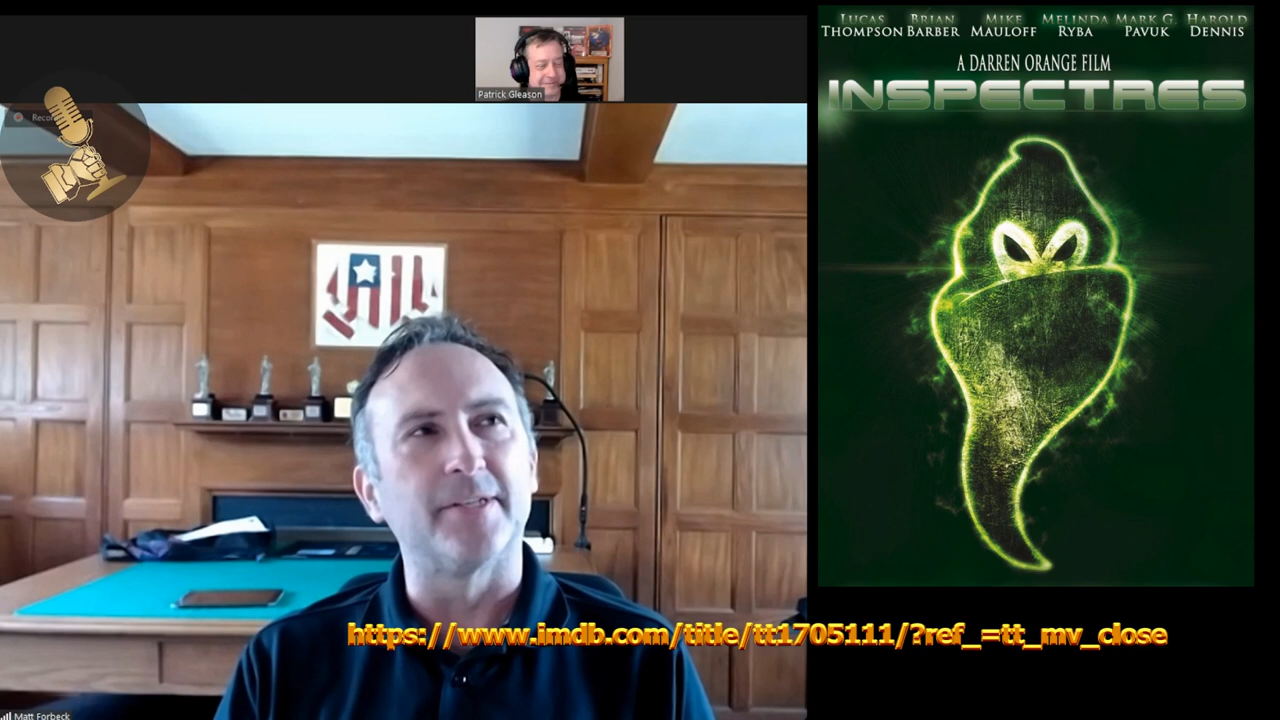 Patrick Gleason
Recor
Matt Forbeck
LUCAS THOMPSON
BRIAN BARBER
MIKE MAULOFF
MELINDA RYBA
MARK G. PAVUK
HAROLD DENNIS
A DARREN ORANGE FILM
INSPECTRES
https://www.imdb.com/title/tt1705111/?ref_=tt_mv_close